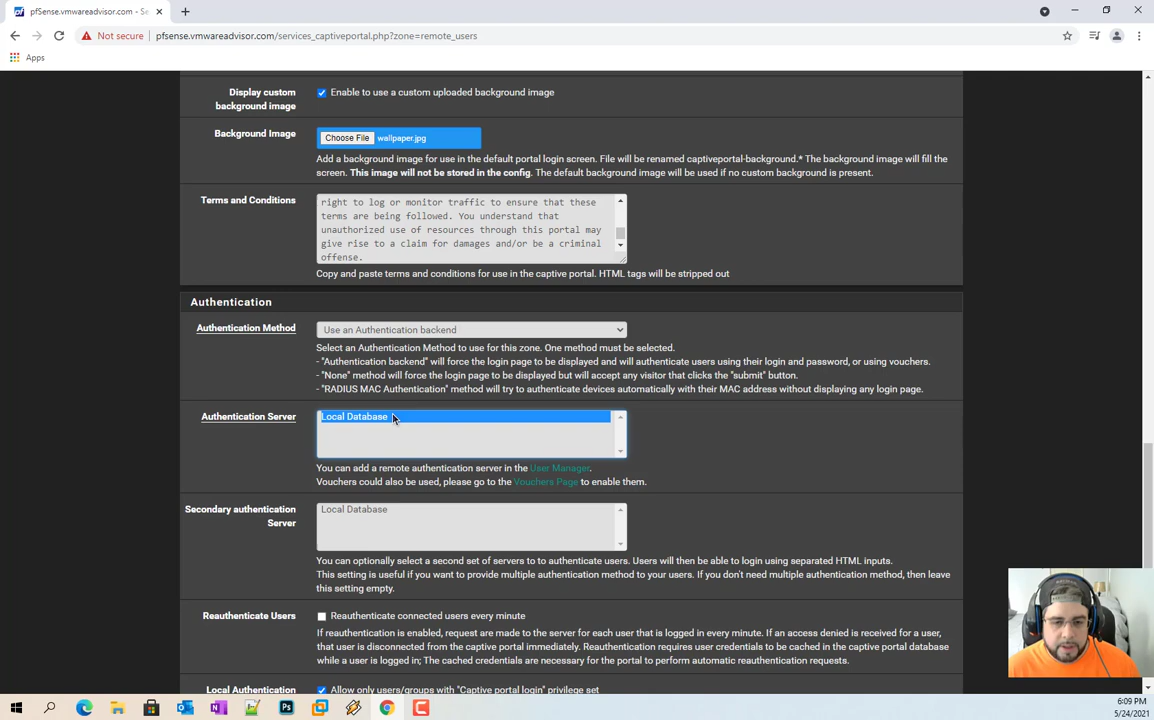 pfSense.vmwareadvisor.com - Se
Not secure
pfsense.vmwareadvisor.com/services_captiveportal.php?zone=remote_users
Apps
Display custom background image
Enable to use a custom uploaded background image
Background Image
Choose File wallpaper.jpg
Add a background image for use in the default portal login screen. File will be renamed captiveportal-background.* The background image will fill the
screen. This image will not be stored in the config. The default background image will be used if no custom background is present.
Terms and Conditions
right to log or monitor traffic to ensure that these
terms are being followed. You understand that
unauthorized use of resources through this portal may
give rise to a claim for damages and/or be a criminal
offense.
Copy and paste terms and conditions for use in the captive portal. HTML tags will be stripped out
Authentication
Authentication Method
Use an Authentication backend
Select an Authentication Method to use for this zone. One method must be selected.
- "Authentication backend" will force the login page to be displayed and will authenticate users using their login and password, or using vouchers.
- "None" method will force the login page to be displayed but will accept any visitor that clicks the "submit" button.
- "RADIUS MAC Authentication" method will try to authenticate devices automatically with their MAC address without displaying any login page.
Authentication Server
Local Database
You can add a remote authentication server in the User Manager.
Vouchers could also be used, please go to the Vouchers Page to enable them.
Secondary authentication
Server
Local Database
You can optionally select a second set of servers to to authenticate users. Users will then be able to login using separated HTML inputs.
This setting is useful if you want to provide multiple authentication method to your users. If you don't need multiple authentication method, then leave
this setting empty.
Reauthenticate Users
Reauthenticate connected users every minute
If reauthentication is enabled, request are made to the server for each user that is logged in every minute. If an access denied is received for a user,
that user is disconnected from the captive portal immediately. Reauthentication requires user credentials to be cached in the captive portal database
while a user is logged in; The cached credentials are necessary for the portal to perform automatic reauthentication requests.
Local Authentication
Allow only users/groups with "Captive portal login" privilege set
6:09 PM
5/24/2021